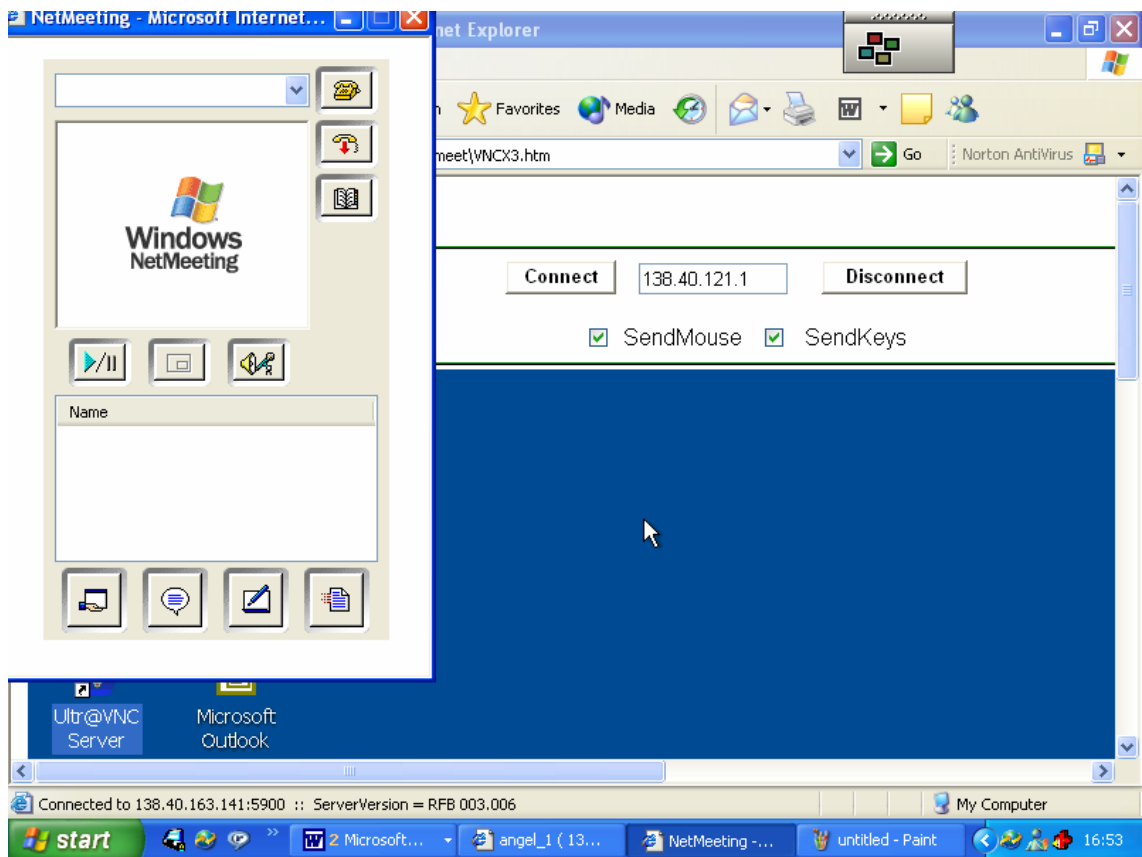 NetMeeting - Microsoft Internet...
net Explorer
Favorites
Media
meet\VNCX3.htm
Go
Norton AntiVirus
Windows
NetMeeting
Connect
138.40.121.1
Disconnect
SendMouse
SendKeys
Name
Ultr@VNC
Server
Microsoft
Outlook
Connected to 138.40.163.141:5900 :: ServerVersion = RFB 003.006
My Computer
start
2 Microsoft...
angel_1 ( 13...
NetMeeting -...
untitled - Paint
16:53